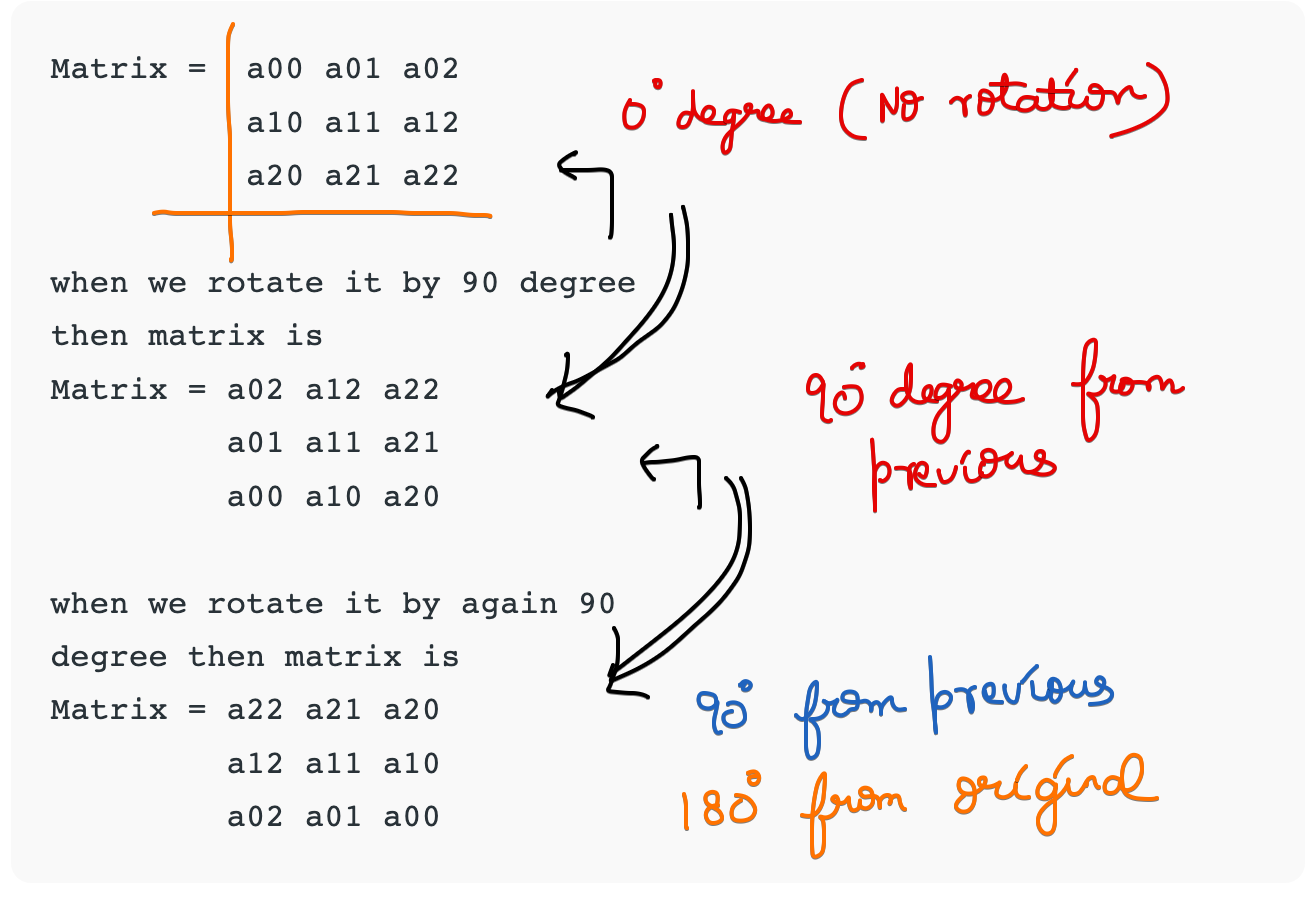 Matrix = a00 a01 a02
a10 a11 a12
a20 a21 a22
0° degree (No rotation)
when we rotate it by 90 degree
then matrix is
Matrix = a02 a12 a22
a01 a11 a21
a00 a10 a20
90° degree from
previous
when we rotate it by again 90
degree then matrix is
Matrix = a22 a21 a20
a12 a11 a10
a02 a01 a00
90° from previous
180° from original